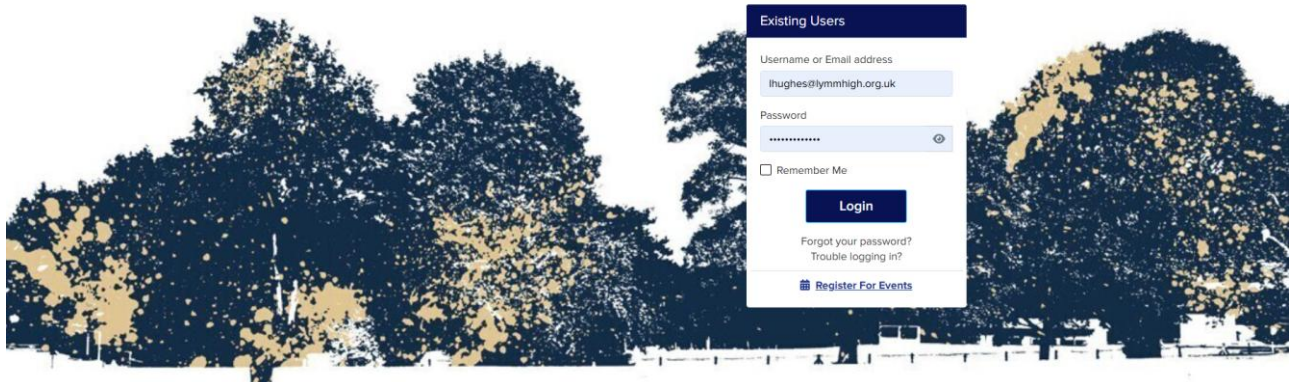 Existing Users
Username or Email address
lhughes@lymmhigh.org.uk
Password
•••••••••••••
Remember Me
Login
Forgot your password?
Trouble logging in?
Register For Events